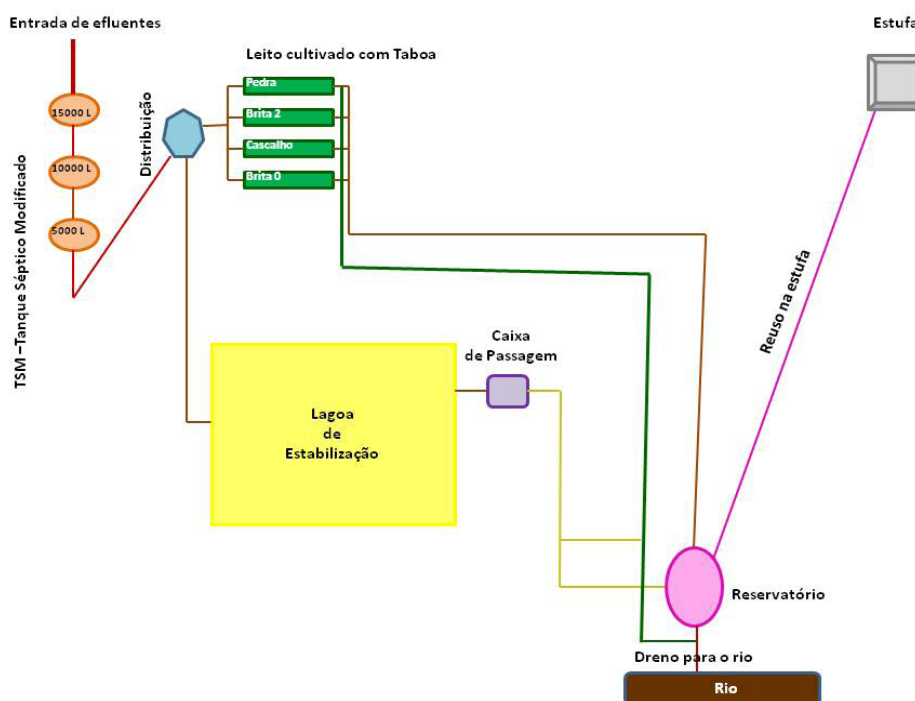 Entrada de efluentes
Estufa
Leito cultivado com Taboa
Pedra
Brita 2
Cascalho
Brita 0
Distribuição
15000 L
10000 L
5000 L
TSM –Tanque Séptico Modificado
Reuso na estufa
Caixa
de Passagem
Lagoa
de
Estabilização
Reservatório
Dreno para o rio
Rio